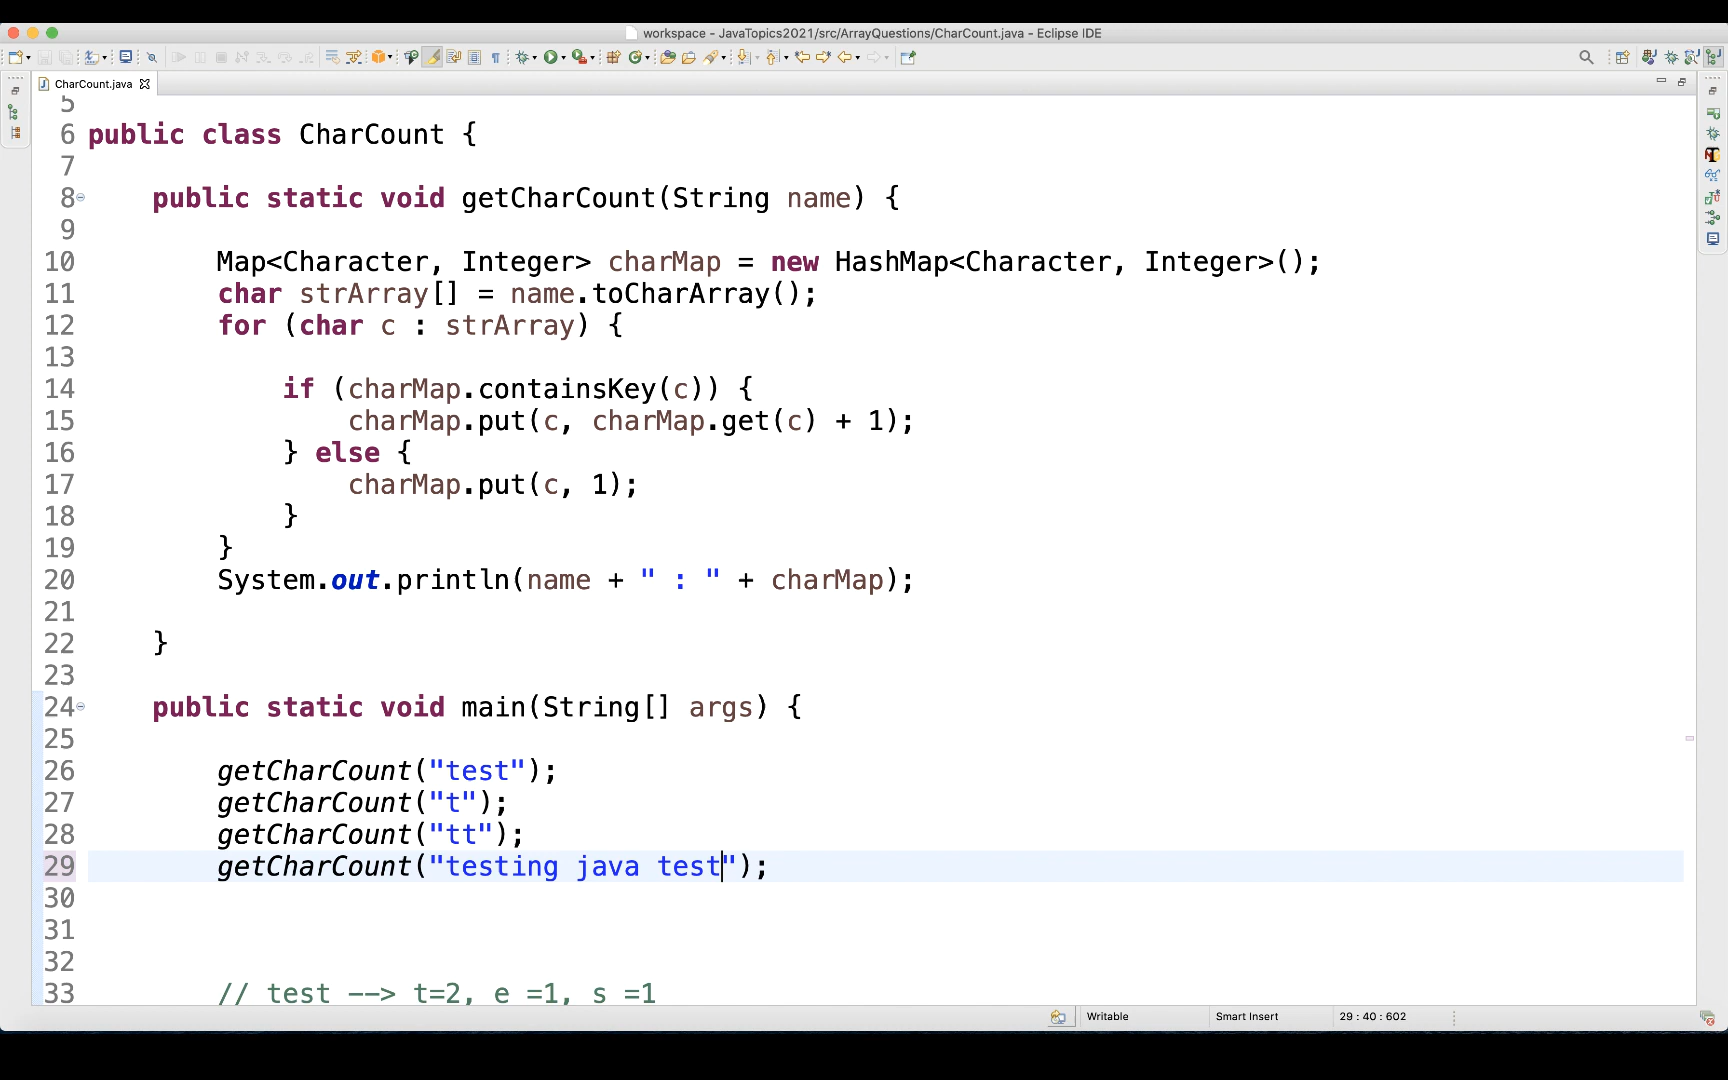 workspace - JavaTopics2021/src/ArrayQuestions/CharCount.java - Eclipse IDE
CharCount.java
5
6 public class CharCount {
7
8 public static void getCharCount(String name) {
9
10 Map<Character, Integer> charMap = new HashMap<Character, Integer>();
11 char strArray[] = name.toCharArray();
12 for (char c : strArray) {
13
14 if (charMap.containsKey(c)) {
15 charMap.put(c, charMap.get(c) + 1);
16 } else {
17 charMap.put(c, 1);
18 }
19 }
20 System.out.println(name + " : " + charMap);
21
22 }
23
24 public static void main(String[] args) {
25
26 getCharCount("test");
27 getCharCount("t");
28 getCharCount("tt");
29 getCharCount("testing java test");
30
31
32
33 // test --> t=2, e =1, s =1
Writable Smart Insert 29 : 40 : 602